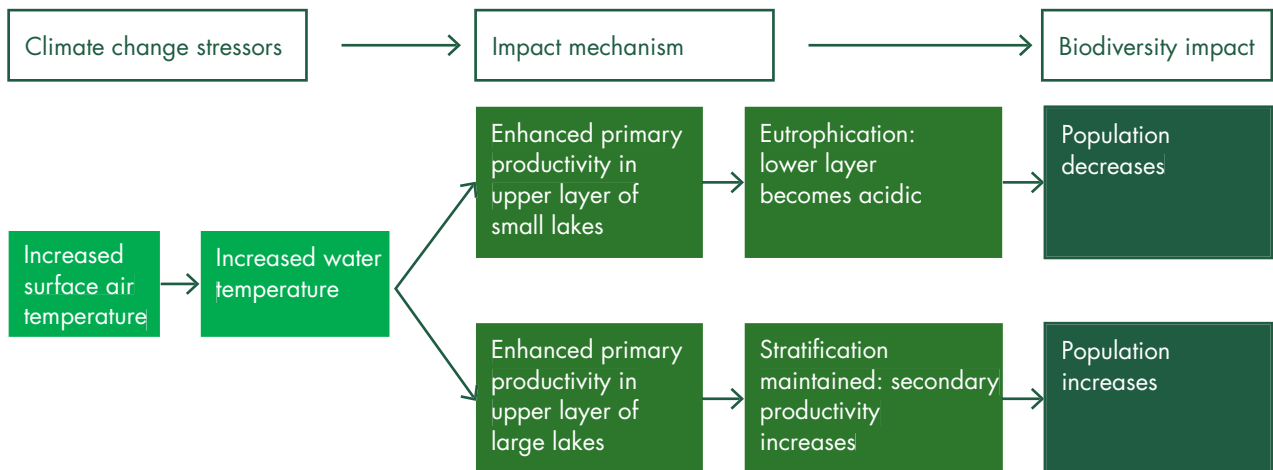 Climate change stressors
Impact mechanism
Biodiversity impact
Enhanced primary
productivity in
upper layer of
small lakes
Eutrophication:
lower layer
becomes acidic
Population
decreases
Increased
surface air
temperature
Increased water
temperature
Enhanced primary
productivity in
upper layer of
large lakes
Stratification
maintained: secondary
productivity
increases
Population
increases